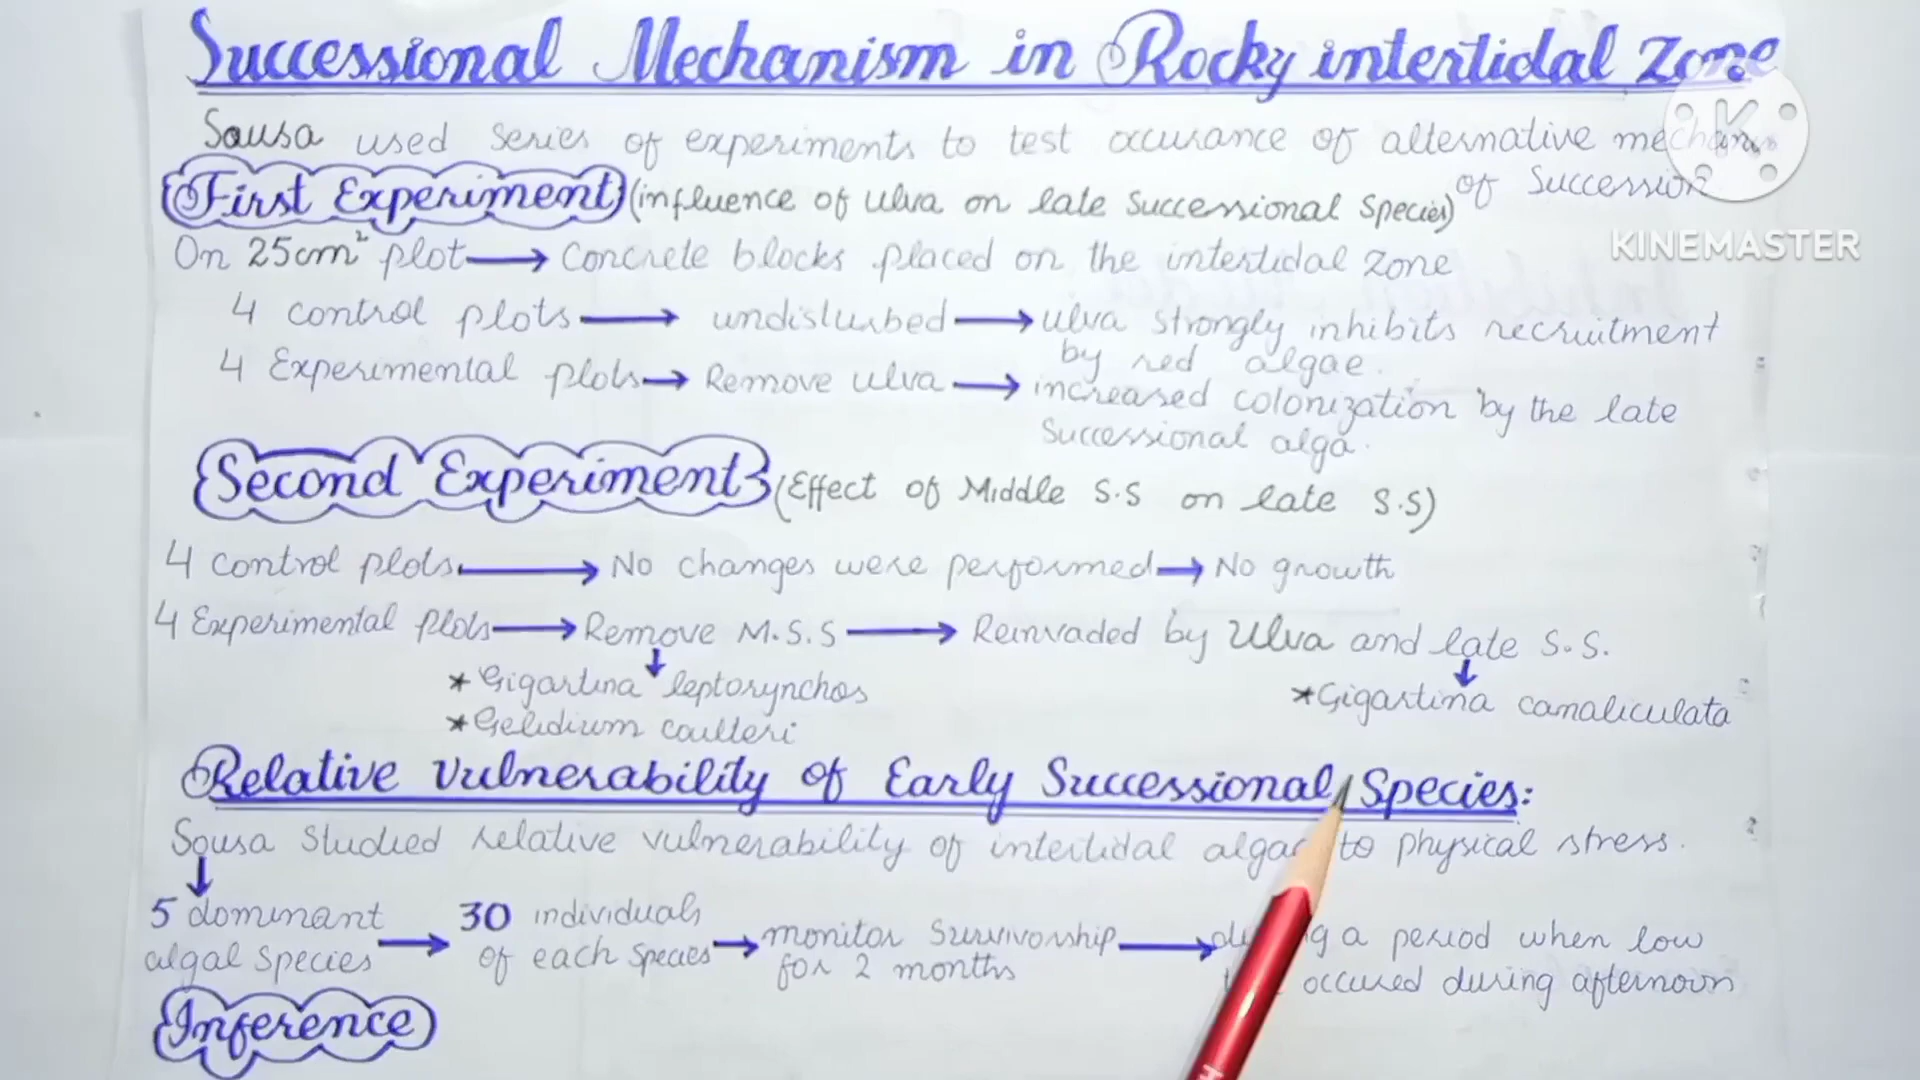 Successional Mechanism in Rocky intertidal Zone
Sousa used series of experiments to test occurance of alternative
of Succession
First Experiment (influence of ulva on late Successional Species)
On 25cm² plot → Concrete blocks placed on the intertidal Zone
4 control plots → undisturbed → ulva strongly inhibits recruitment
by red algae.
4 Experimental plots → Remove ulva → increased colonization by the late
Successional alga.
Second Experiment (Effect of Middle S.S on late S.S)
4 control plots → No changes were performed → No growth
4 Experimental plots → Remove M.S.S → Reinvaded by Ulva and late S.S.
* Gigartina leptorynchos
* Gigartina canaliculata
* Gelidium coulteri
Relative vulnerability of Early Successional Species:
Sousa studied relative vulnerability of intertidal algae to physical stress.
5 dominant algal species → 30 individuals of each species → monitor survivorship for 2 months → a period when low
occured during afternoon
Inference
KINEMASTER